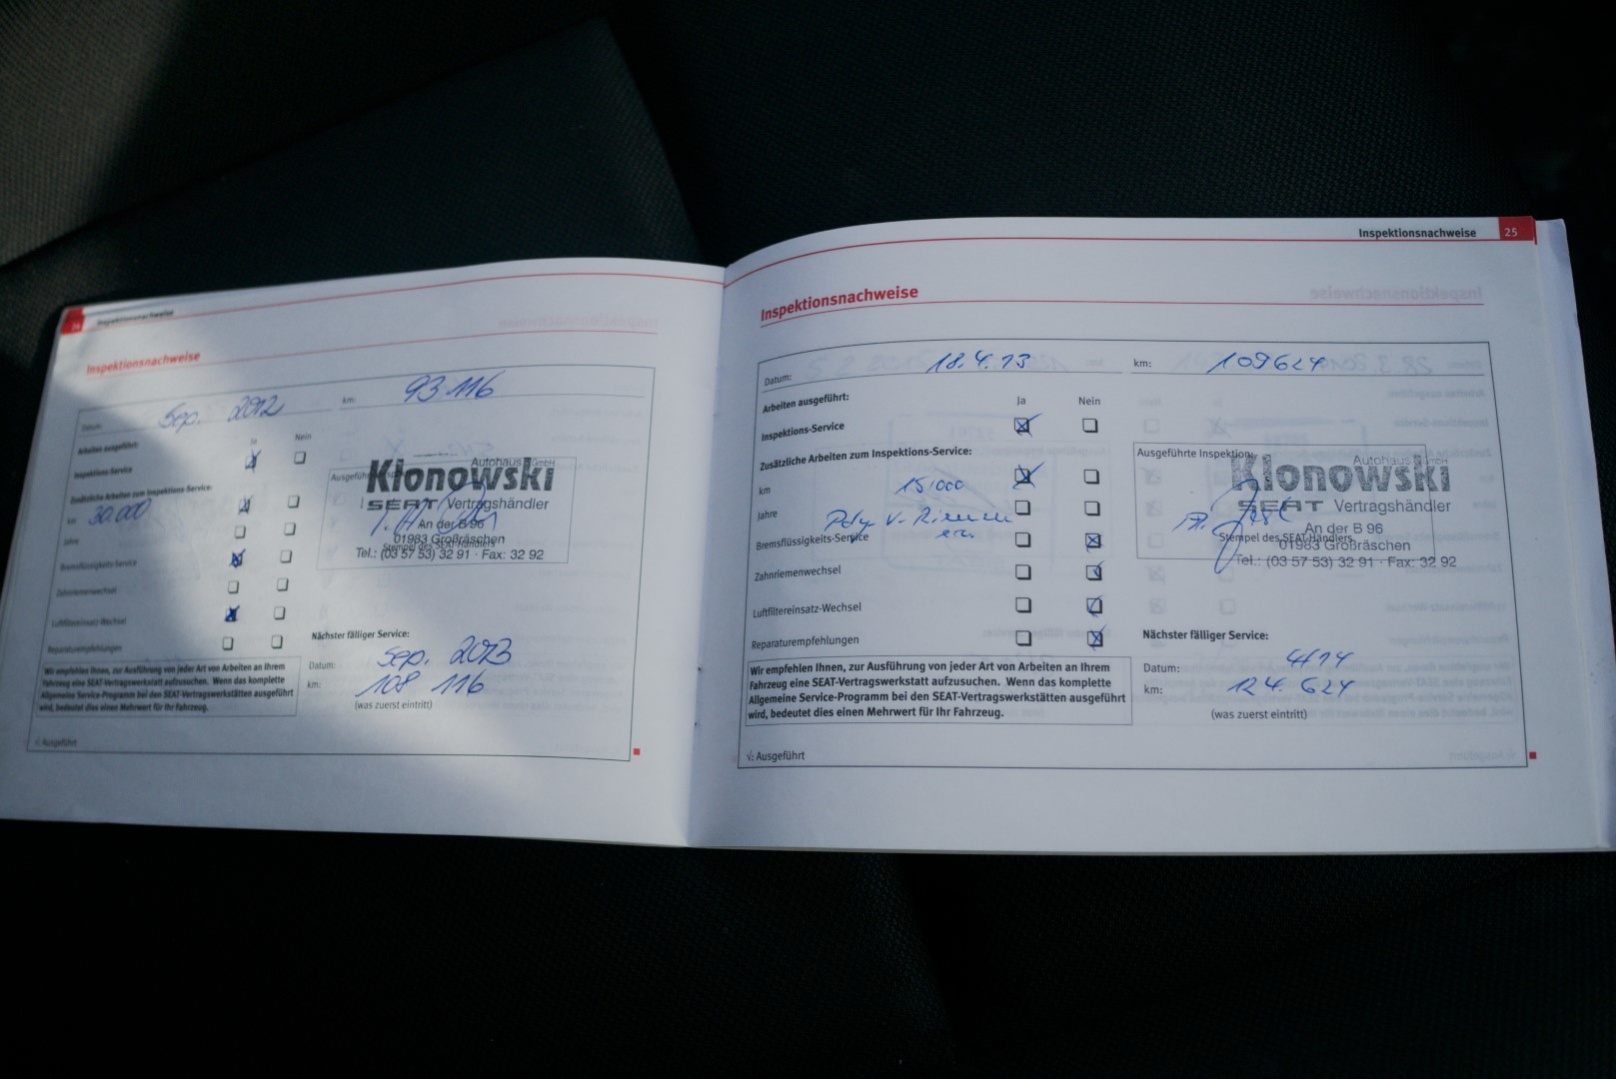 24 Inspektionsnachweise
Inspektionsnachweise
Datum: Sep. 2012 km: 93.116
Arbeiten ausgeführt: Ja Nein
Inspektions-Service
Zusätzliche Arbeiten zum Inspektions-Service:
km 30.000
Jahre
Bremsflüssigkeits-Service
Zahnriemenwechsel
Luftfiltereinsatz-Wechsel
Reparaturempfehlungen
Wir empfehlen Ihnen, zur Ausführung von jeder Art von Arbeiten an Ihrem
Fahrzeug eine SEAT-Vertragswerkstatt aufzusuchen. Wenn das komplette
Allgemeine Service-Programm bei den SEAT-Vertragswerkstätten ausgeführt
wird, bedeutet dies einen Mehrwert für Ihr Fahrzeug.
Ausgeführt
Autohaus GmbH
Klonowski
SEAT Vertragshändler
An der B 96
01983 Großräschen
Stempel des SEAT-Händlers
Tel.: (03 57 53) 32 91 · Fax: 32 92
Nächster fälliger Service:
Datum: Sep. 2013
km: 108 116
(was zuerst eintritt)
Inspektionsnachweise 25
Inspektionsnachweise
Datum: 18.4.13 km: 109624
Arbeiten ausgeführt: Ja Nein
Inspektions-Service
Zusätzliche Arbeiten zum Inspektions-Service:
km 15.000
Jahre Poly V. Riemen
Bremsflüssigkeits-Service
Zahnriemenwechsel
Luftfiltereinsatz-Wechsel
Reparaturempfehlungen
Wir empfehlen Ihnen, zur Ausführung von jeder Art von Arbeiten an Ihrem
Fahrzeug eine SEAT-Vertragswerkstatt aufzusuchen. Wenn das komplette
Allgemeine Service-Programm bei den SEAT-Vertragswerkstätten ausgeführt
wird, bedeutet dies einen Mehrwert für Ihr Fahrzeug.
√: Ausgeführt
Ausgeführte Inspektion:
Autohaus GmbH
Klonowski
SEAT Vertragshändler
An der B 96
Stempel des SEAT-Händlers
01983 Großräschen
Tel.: (03 57 53) 32 91 · Fax: 32 92
Nächster fälliger Service:
Datum: 4/14
km: 124.624
(was zuerst eintritt)